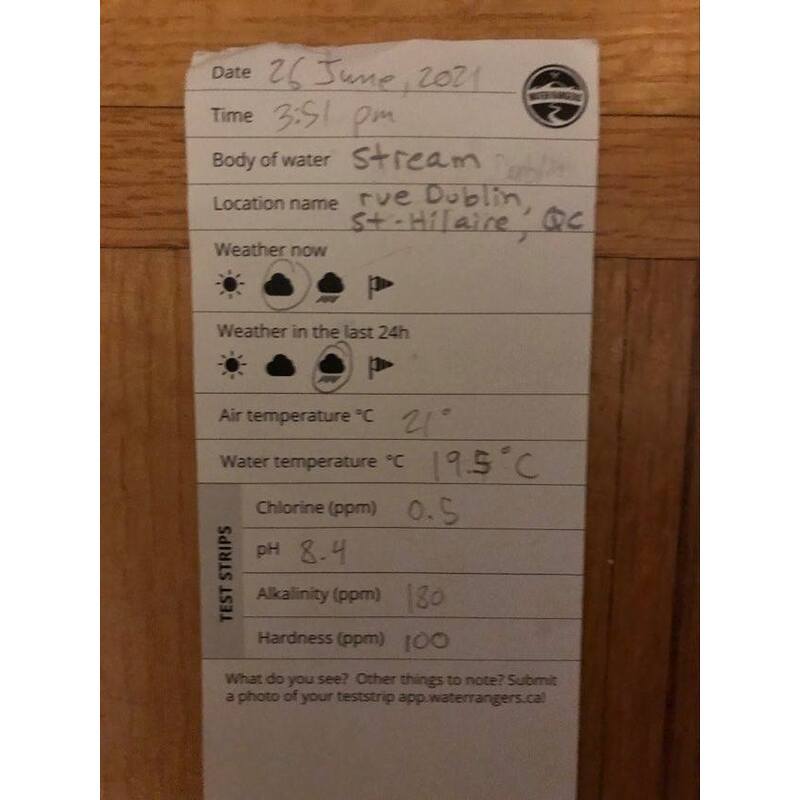 Date 26 June, 2021
WATER RANGERS
Time 3:51 pm
Body of water stream
Location name rue Dublin,
St-Hilaire, QC
Weather now
Weather in the last 24h
Air temperature °C 21°
Water temperature °C 19.5°C
TEST STRIPS
Chlorine (ppm) 0.5
pH 8.4
Alkalinity (ppm) 180
Hardness (ppm) 100
What do you see? Other things to note? Submit
a photo of your teststrip app.waterrangers.ca!